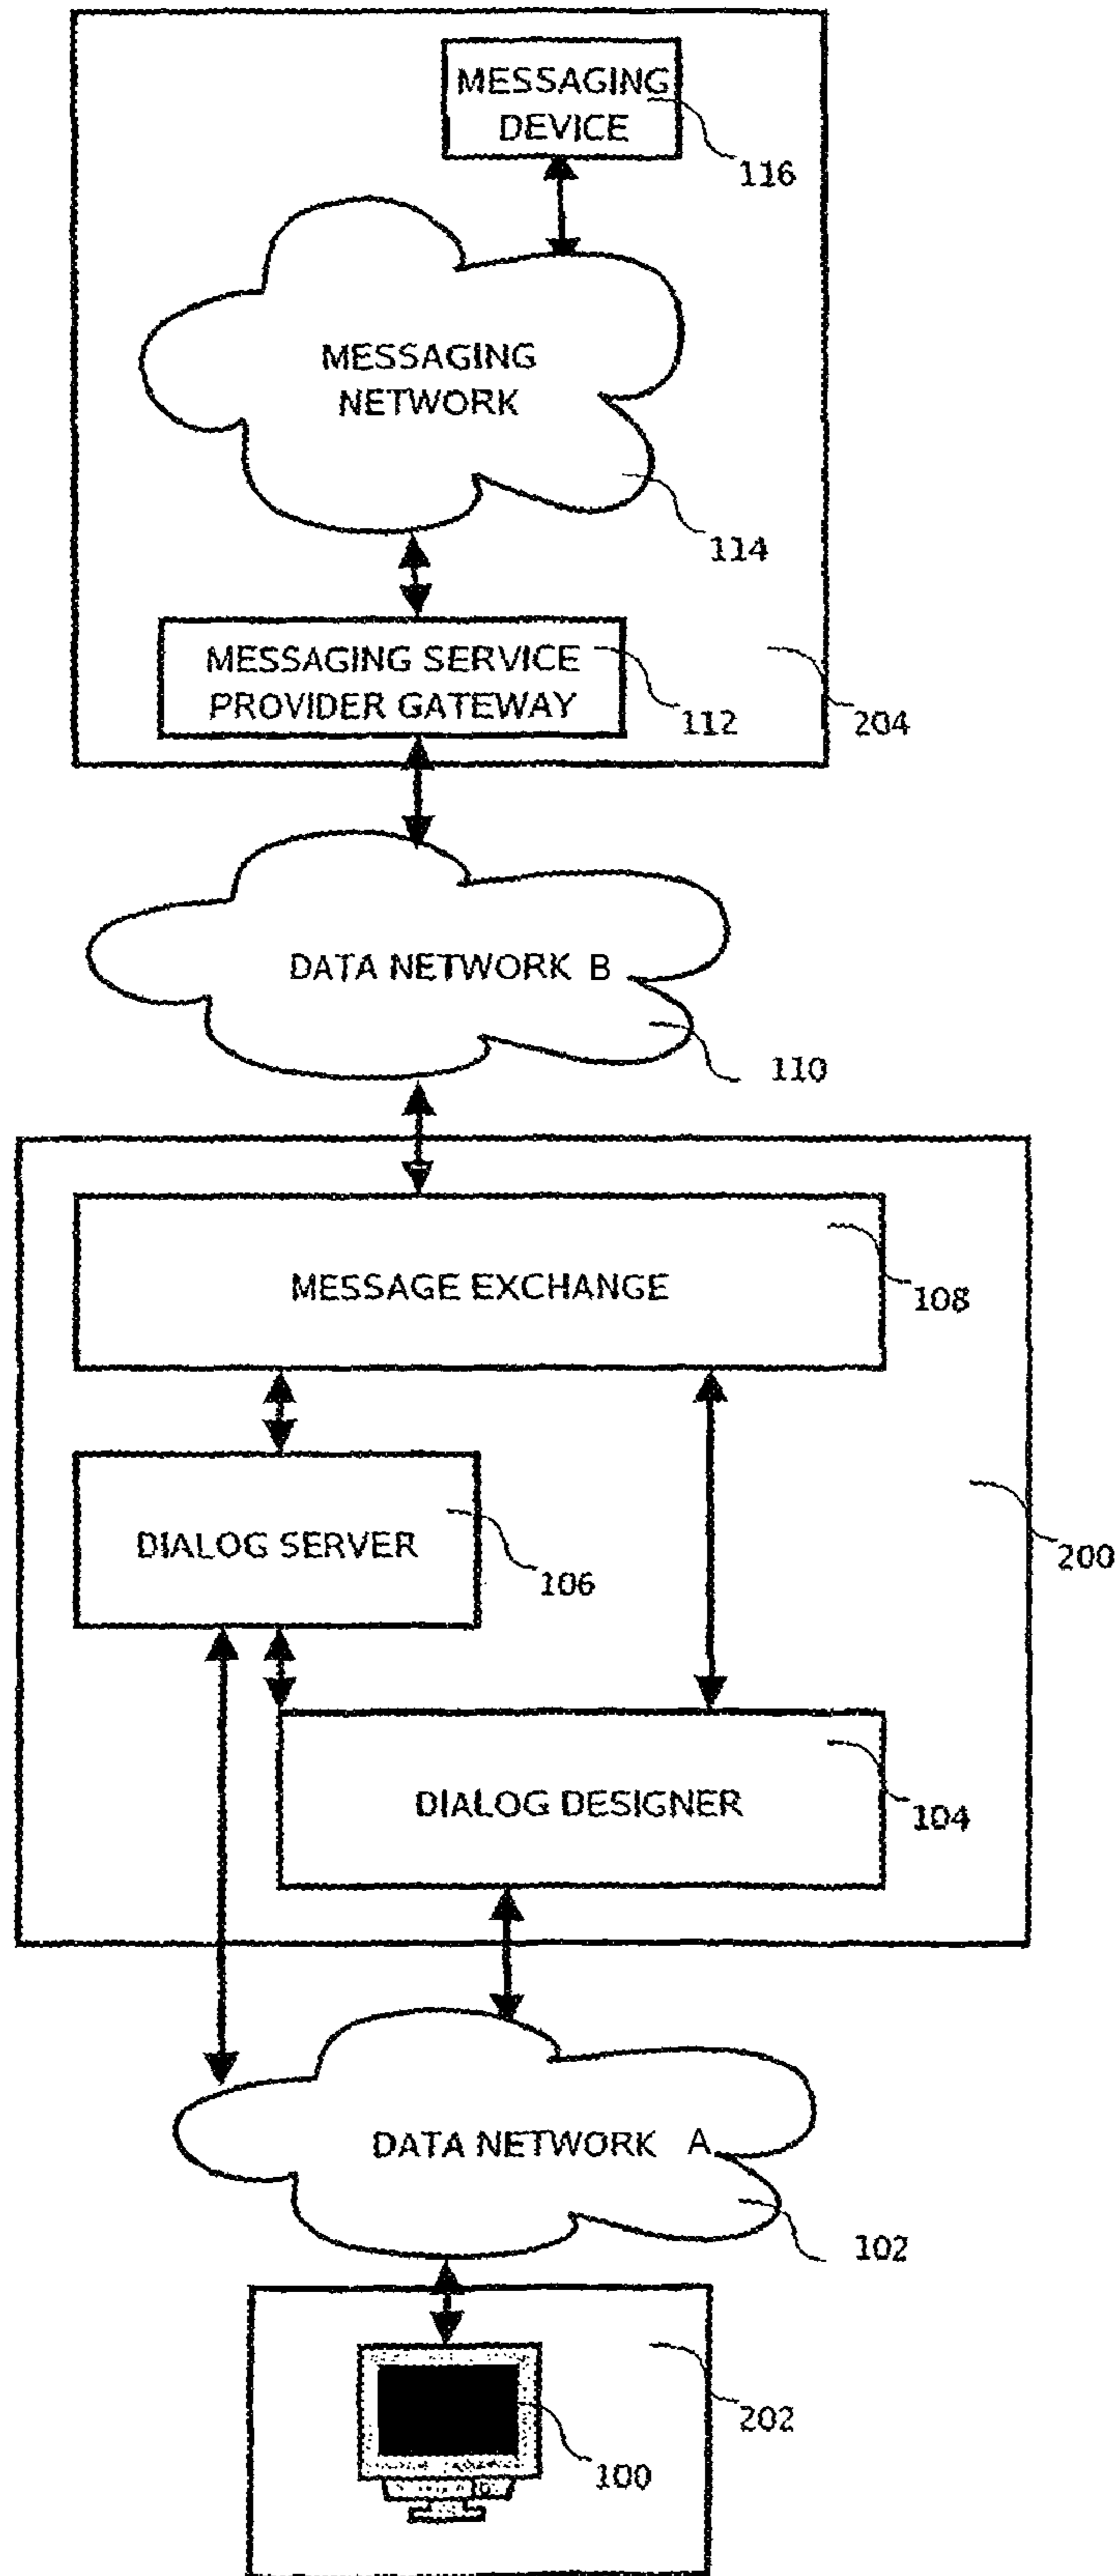 MESSAGING
DEVICE
116
MESSAGING
NETWORK
114
MESSAGING SERVICE
PROVIDER GATEWAY
112
204
DATA NETWORK B
110
MESSAGE EXCHANGE
108
DIALOG SERVER
106
200
DIALOG DESIGNER
104
DATA NETWORK A
102
202
100